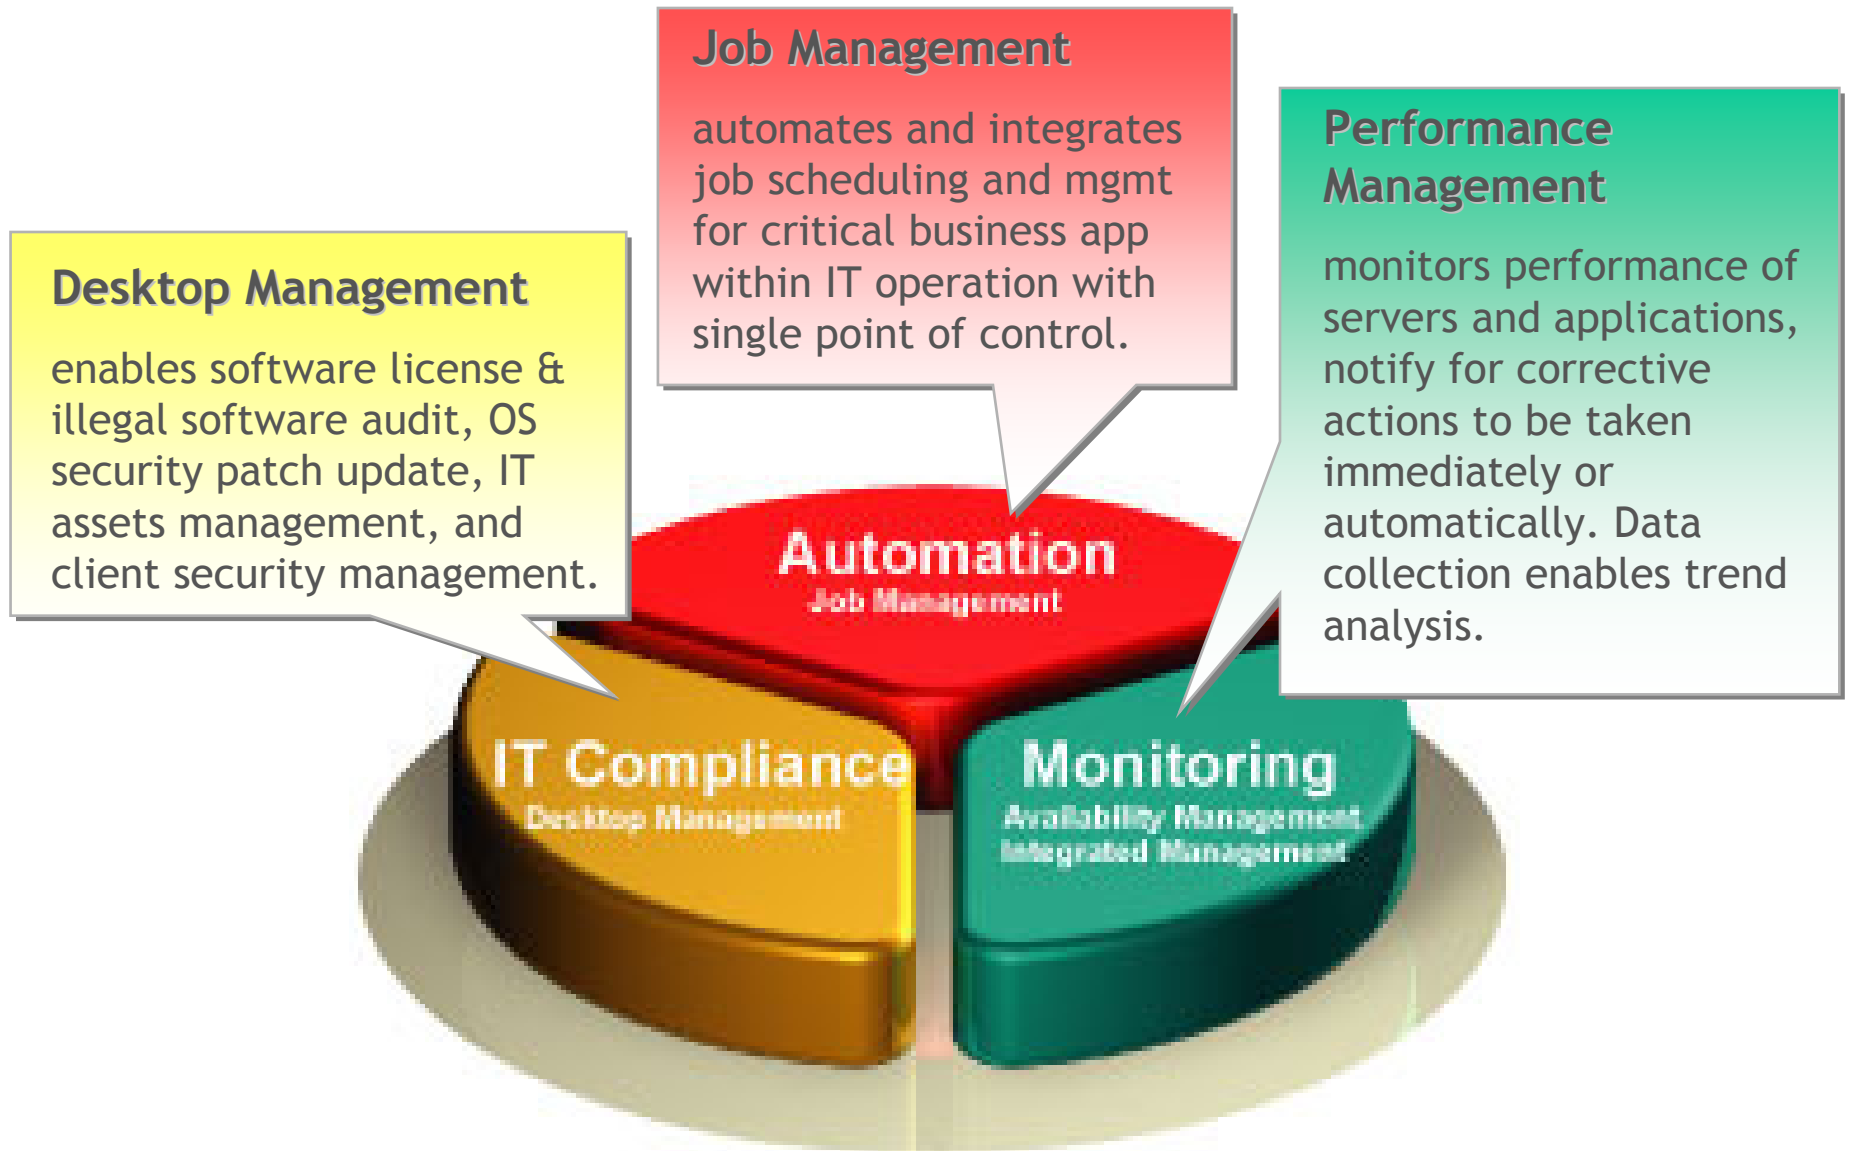 Job Management
automates and integrates
job scheduling and mgmt
for critical business app
within IT operation with
single point of control.
Performance
Management
monitors performance of
servers and applications,
notify for corrective
actions to be taken
immediately or
automatically. Data
collection enables trend
analysis.
Desktop Management
enables software license &
illegal software audit, OS
security patch update, IT
assets management, and
client security management.
Automation
Job Management
IT Compliance
Desktop Management
Monitoring
Availability Management
Integrated Management